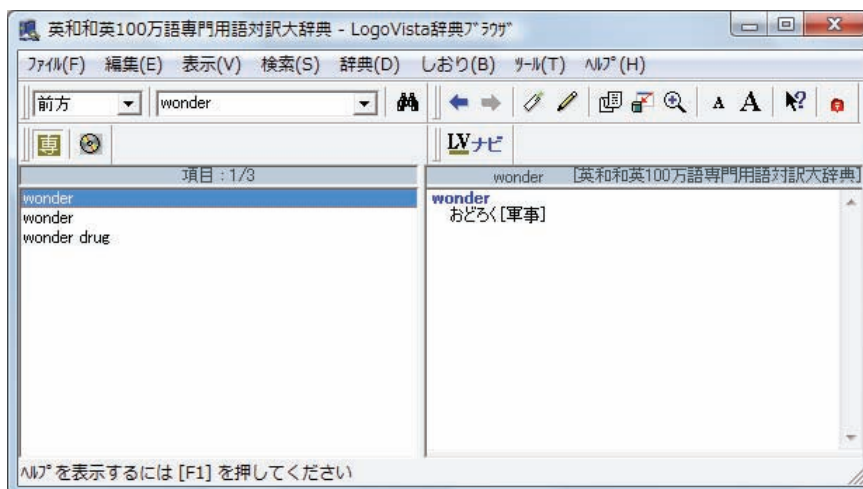 英和和英100万語専門用語対訳大辞典 - LogoVista辞典ﾌﾞﾗｳｻﾞ
ﾌｧｲﾙ(F) 編集(E) 表示(V) 検索(S) 辞典(D) しおり(B) ﾂｰﾙ(T) ﾍﾙﾌﾟ(H)
前方 wonder A A
専 LVナビ
項目 : 1/3
wonder [英和和英100万語専門用語対訳大辞典]
wonder
wonder
wonder drug
wonder
おどろく[軍事]
ﾍﾙﾌﾟを表示するには [F1] を押してください